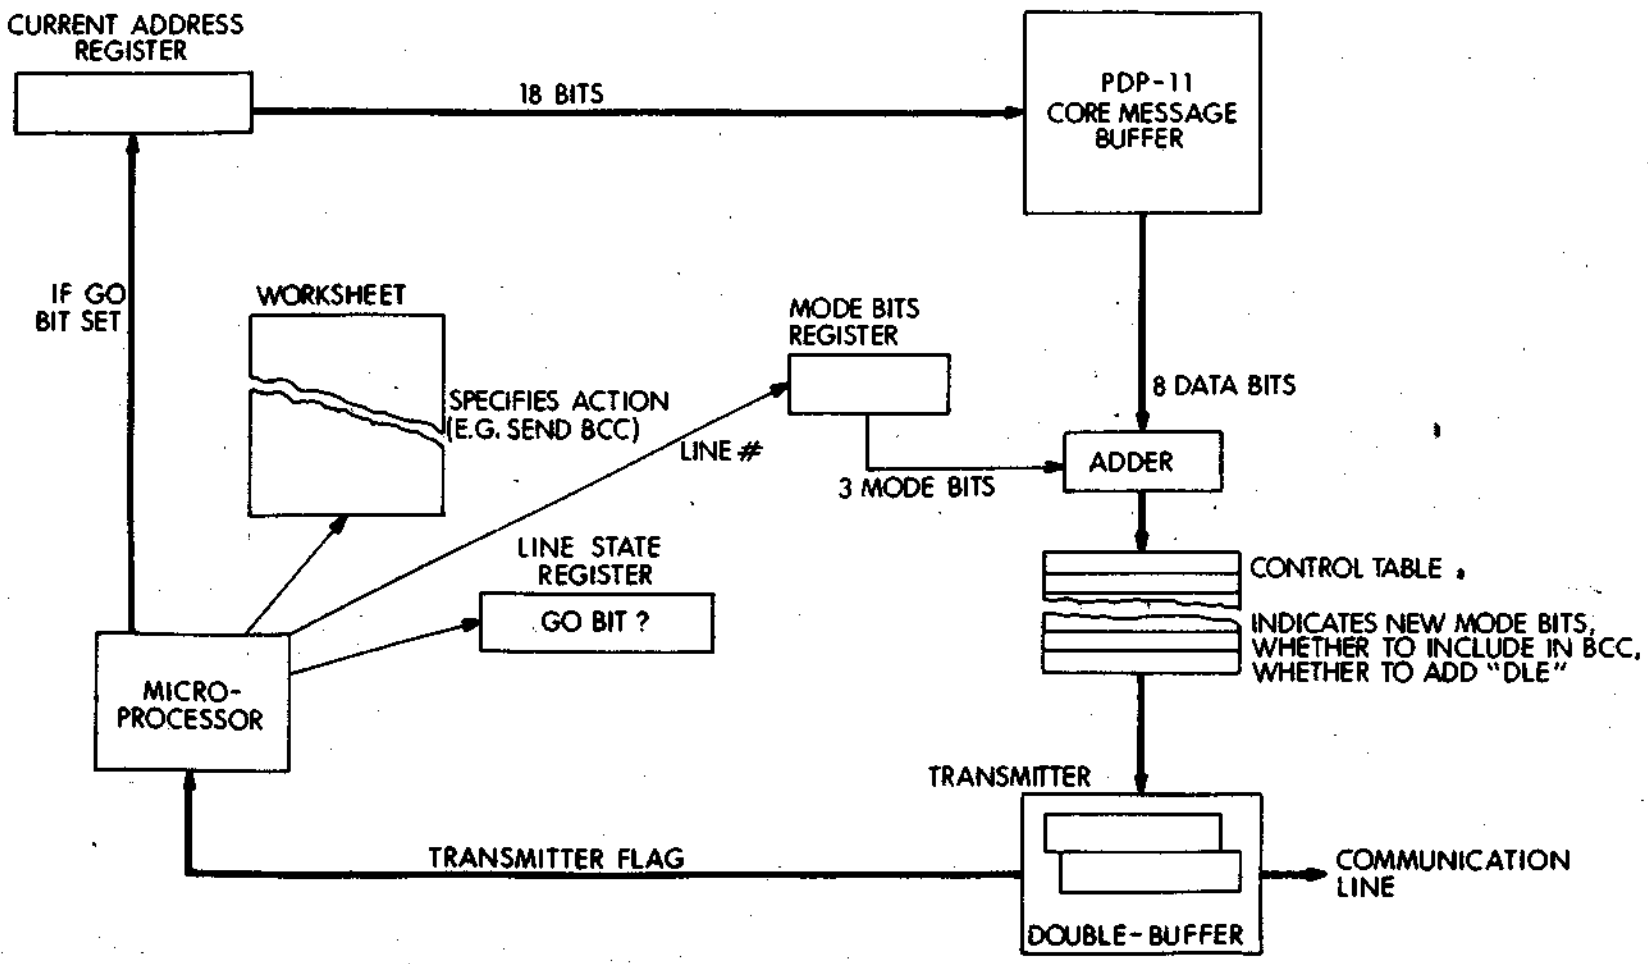 CURRENT ADDRESS
REGISTER
18 BITS
PDP-11
CORE MESSAGE
BUFFER
IF GO
BIT SET
WORKSHEET
SPECIFIES ACTION
(E.G. SEND BCC)
MODE BITS
REGISTER
LINE #
3 MODE BITS
8 DATA BITS
ADDER
LINE STATE
REGISTER
GO BIT ?
CONTROL TABLE
INDICATES NEW MODE BITS,
WHETHER TO INCLUDE IN BCC,
WHETHER TO ADD "DLE"
MICRO-
PROCESSOR
TRANSMITTER
TRANSMITTER FLAG
DOUBLE-BUFFER
COMMUNICATION
LINE